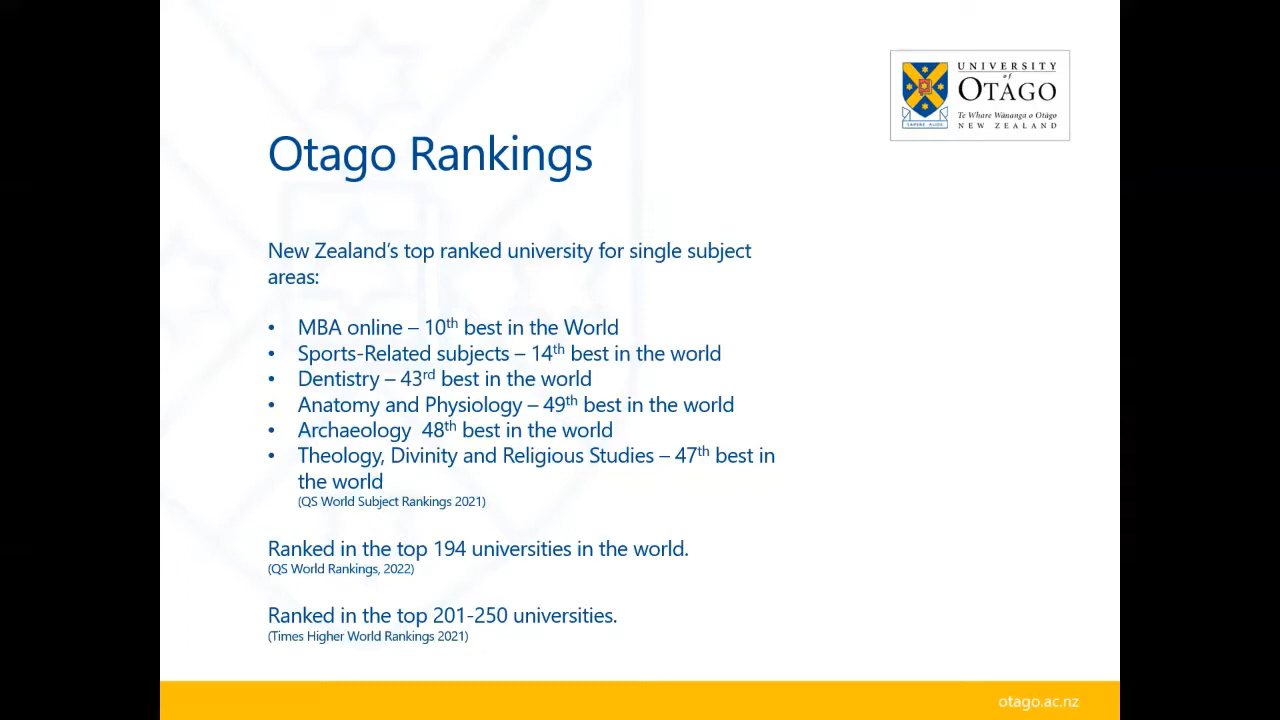 UNIVERSITY
of
OTAGO
Te Whare Wānanga o Otāgo
NEW ZEALAND
SAPERE AUDE
Otago Rankings
New Zealand's top ranked university for single subject
areas:
• MBA online – 10th best in the World
• Sports-Related subjects – 14th best in the world
• Dentistry – 43rd best in the world
• Anatomy and Physiology – 49th best in the world
• Archaeology  48th best in the world
• Theology, Divinity and Religious Studies – 47th best in
the world
(QS World Subject Rankings 2021)
Ranked in the top 194 universities in the world.
(QS World Rankings, 2022)
Ranked in the top 201-250 universities.
(Times Higher World Rankings 2021)
otago.ac.nz